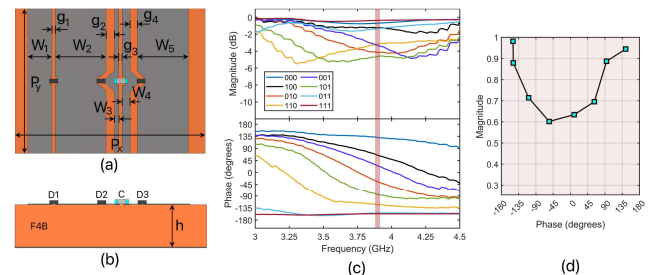 g1
g2
g4
W1
W2
g3
W5
Py
W3
W4
Px
(a)
D1
D2
C
D3
F4B
h
(b)
Magnitude (dB)
0
-2
-4
-6
-8
-10
000
001
100
101
010
011
110
111
Phase (degrees)
180
135
90
45
0
-45
-90
-135
-180
3
3.25
3.5
3.75
4
4.25
4.5
Frequency (GHz)
(c)
Magnitude
1
0.9
0.8
0.7
0.6
0.5
0.4
0.3
-180
-135
-90
-45
0
45
90
135
180
Phase (degrees)
(d)